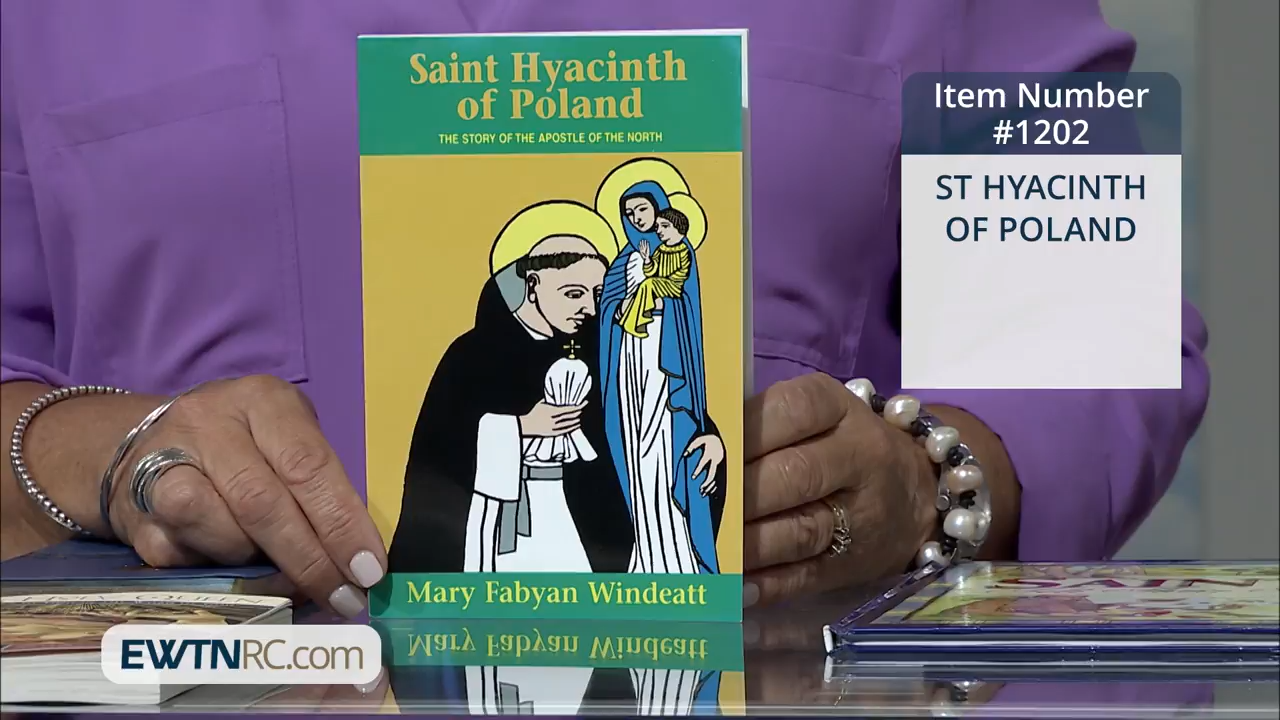 Saint Hyacinth
of Poland
THE STORY OF THE APOSTLE OF THE NORTH
Mary Fabyan Windeatt
Item Number
#1202
ST HYACINTH
OF POLAND
EWTNRC.com
SAIN